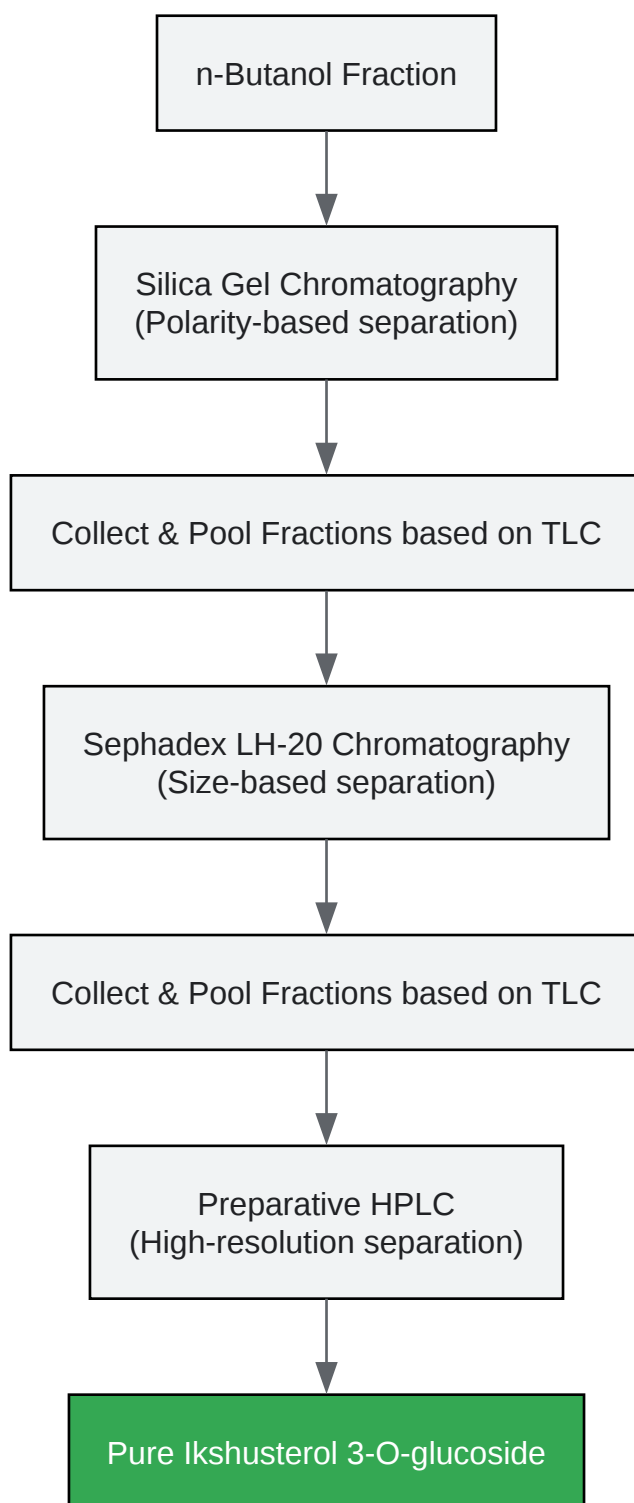 n-Butanol Fraction
Silica Gel Chromatography
(Polarity-based separation)
Collect & Pool Fractions based on TLC
Sephadex LH-20 Chromatography
(Size-based separation)
Collect & Pool Fractions based on TLC
Preparative HPLC
(High-resolution separation)
Pure Ikshusterol 3-O-glucoside